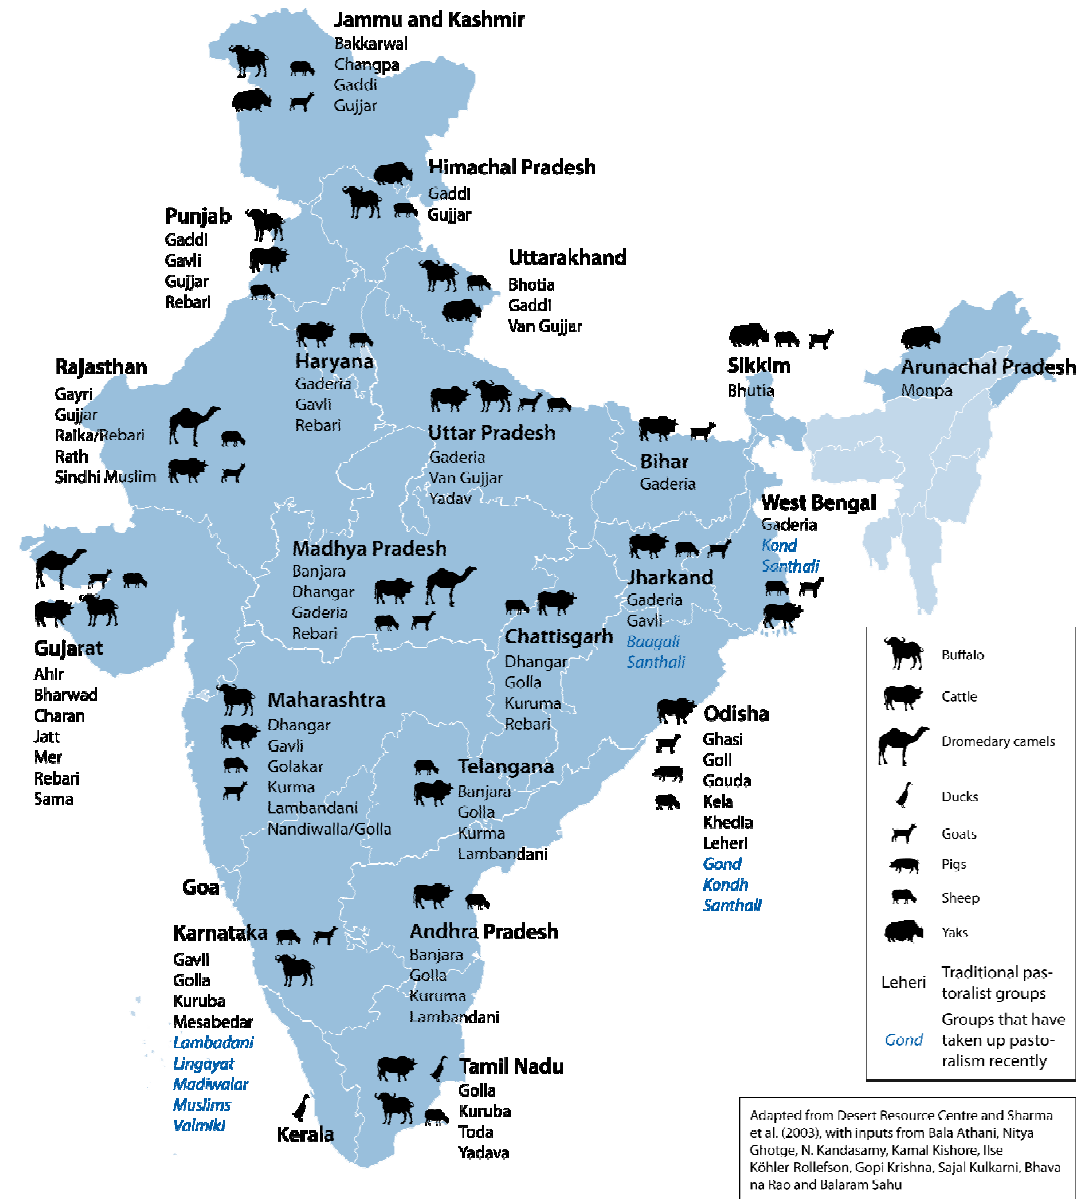 Jammu and Kashmir
Bakkarwal
Changpa
Gaddi
Gujjar
Himachal Pradesh
Gaddi
Gujjar
Punjab
Gaddi
Gavli
Gujjar
Rebari
Uttarakhand
Bhotia
Gaddi
Van Gujjar
Haryana
Gaderia
Gavli
Rebari
Rajasthan
Gayri
Gujjar
Raika/Rebari
Rath
Sindhi Muslim
Uttar Pradesh
Gaderia
Van Gujjar
Yadav
Sikkim
Bhutia
Arunachal Pradesh
Monpa
Bihar
Gaderia
West Bengal
Gaderia
Kond
Santhali
Madhya Pradesh
Banjara
Dhangar
Gaderia
Rebari
Jharkand
Gaderia
Gavli
Baagali
Santhali
Chattisgarh
Dhangar
Golla
Kuruma
Rebari
Gujarat
Ahir
Bharwad
Charan
Jatt
Mer
Rebari
Sama
Maharashtra
Dhangar
Gavli
Golakar
Kurma
Lambandani
Nandiwalla/Golla
Telangana
Banjara
Golla
Kurma
Lambandani
Odisha
Ghasi
Goll
Gouda
Kela
Khedia
Leheri
Gond
Kondh
Santhali
Goa
Karnataka
Gavli
Golla
Kuruba
Mesabedar
Lambadani
Lingayat
Madiwalar
Muslims
Valmiki
Andhra Pradesh
Banjara
Golla
Kuruma
Lambandani
Tamil Nadu
Golla
Kuruba
Toda
Yadava
Kerala
Buffalo
Cattle
Dromedary camels
Ducks
Goats
Pigs
Sheep
Yaks
Leheri
Traditional pas-
toralist groups
Gond
Groups that have
taken up pasto-
ralism recently
Adapted from Desert Resource Centre and Sharma
et al. (2003), with inputs from Bala Athani, Nitya
Ghotge, N. Kandasamy, Kamal Kishore, Ilse
Köhler Rollefson, Gopi Krishna, Sajal Kulkarni, Bhava
na Rao and Balaram Sahu